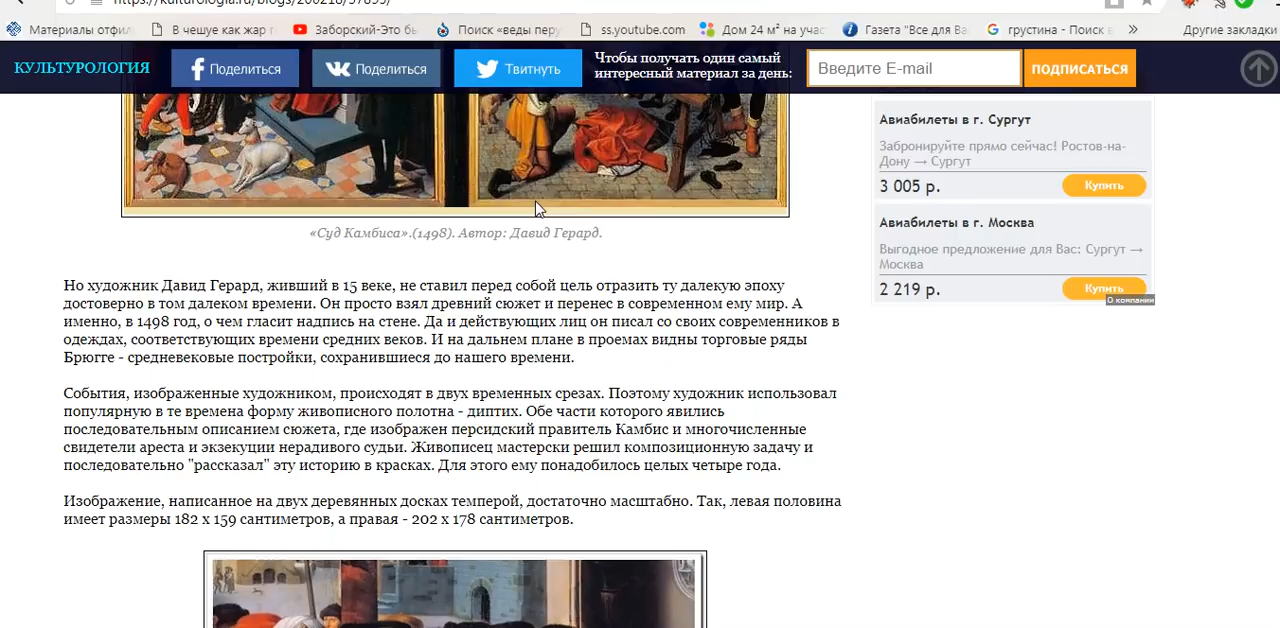 https://kulturologia.ru/blogs/200218/37895/
Материалы отфил
В чешуе как жар г
Заборский-Это бы
Поиск «веды перу
ss.youtube.com
Дом 24 м² на учас
Газета "Все для Ва
грустина - Поиск в
»
Другие закладки
КУЛЬТУРОЛОГИЯ
Поделиться
Поделиться
Твитнуть
Чтобы получать один самый
интересный материал за день:
Введите E-mail
ПОДПИСАТЬСЯ
Авиабилеты в г. Сургут
Забронируйте прямо сейчас! Ростов-на-
Дону → Сургут
3 005 р.
Купить
Авиабилеты в г. Москва
Выгодное предложение для Вас: Сургут →
Москва
2 219 р.
Купить
О компании
«Суд Камбиса».(1498). Автор: Давид Герард.
Но художник Давид Герард, живший в 15 веке, не ставил перед собой цель отразить ту далекую эпоху
достоверно в том далеком времени. Он просто взял древний сюжет и перенес в современном ему мир. А
именно, в 1498 год, о чем гласит надпись на стене. Да и действующих лиц он писал со своих современников в
одеждах, соответствующих времени средних веков. И на дальнем плане в проемах видны торговые ряды
Брюгге - средневековые постройки, сохранившиеся до нашего времени.
События, изображенные художником, происходят в двух временных срезах. Поэтому художник использовал
популярную в те времена форму живописного полотна - диптих. Обе части которого явились
последовательным описанием сюжета, где изображен персидский правитель Камбис и многочисленные
свидетели ареста и экзекуции нерадивого судьи. Живописец мастерски решил композиционную задачу и
последовательно "рассказал" эту историю в красках. Для этого ему понадобилось целых четыре года.
Изображение, написанное на двух деревянных досках темперой, достаточно масштабно. Так, левая половина
имеет размеры 182 х 159 сантиметров, а правая - 202 х 178 сантиметров.